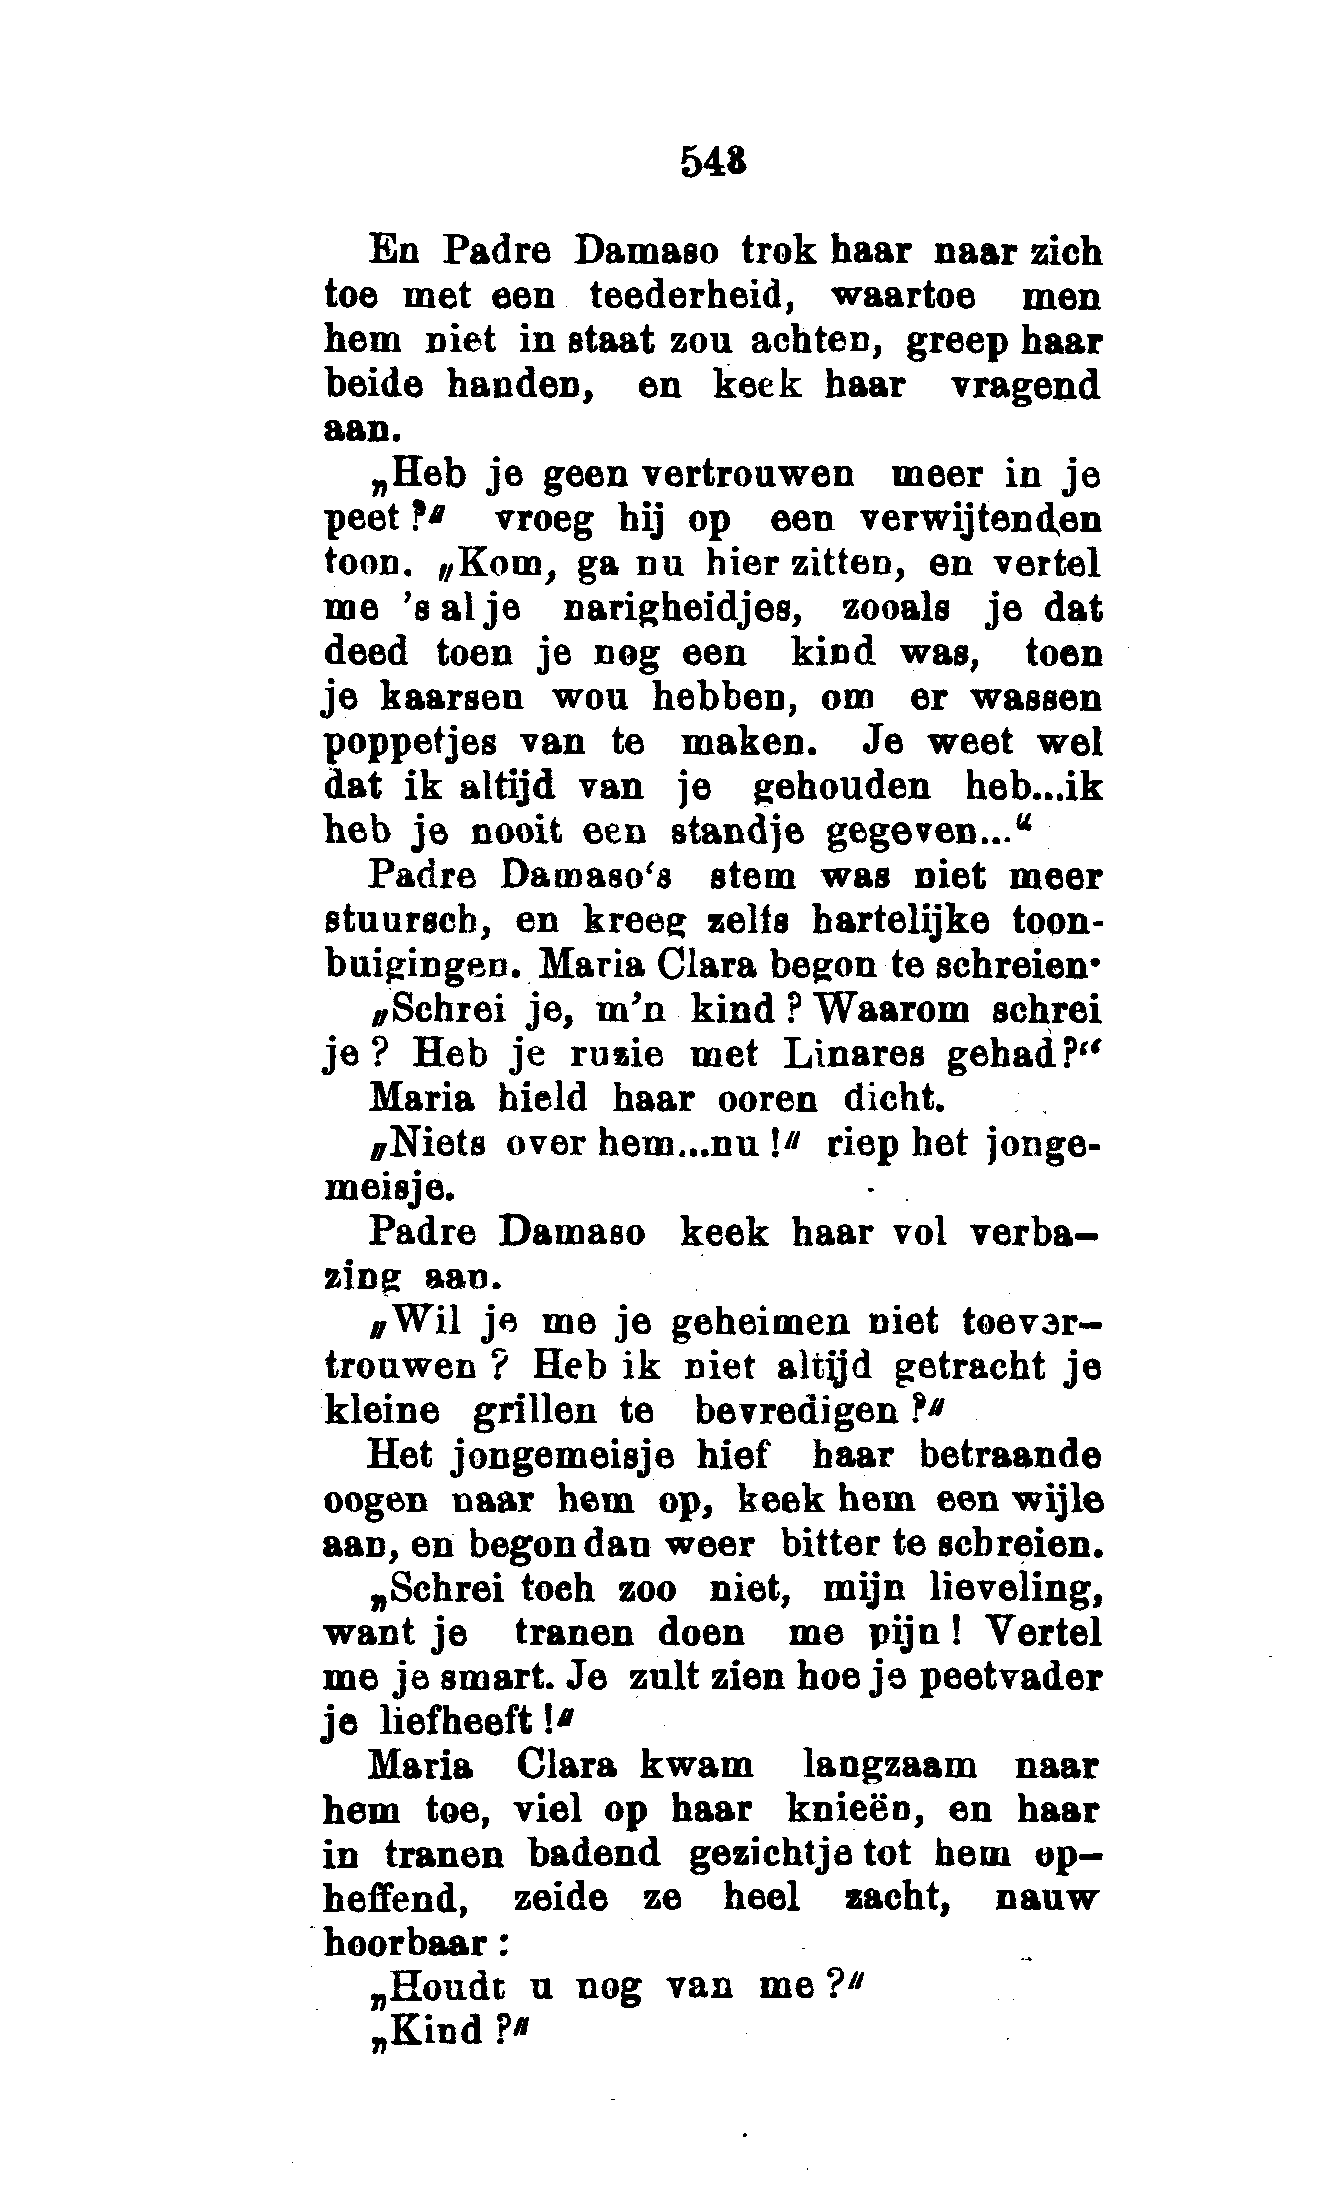 548
En Padre Damaso trok haar naar zich
toe met een teederheid, waartoe men
hem niet in staat zou achten, greep haar
beide handen, en keek haar vragend
aan.
„Heb je geen vertrouwen meer in je
peet?" vroeg hij op een verwijtenden
toon. „Kom, ga nu hier zitten, en vertel
me 's al je narigheidjes, zooals je dat
deed toen je nog een kind was, toen
je kaarsen wou hebben, om er wassen
poppetjes van te maken. Je weet wel
dat ik altijd van je gehouden heb...ik
heb je nooit een standje gegeven..."
Padre Damaso's stem was niet meer
stuursch, en kreeg zelfs hartelijke toon-
buigingen. Maria Clara begon te schreien.
„Schrei je, m'n kind? Waarom schrei
je? Heb je ruzie met Linares gehad?"
Maria hield haar ooren dicht.
„Niets over hem...nu!" riep het jonge-
meisje.
Padre Damaso keek haar vol verba-
zing aan.
„Wil je me je geheimen niet toever-
trouwen? Heb ik niet altijd getracht je
kleine grillen te bevredigen?"
Het jongemeisje hief haar betraande
oogen naar hem op, keek hem een wijle
aan, en begon dan weer bitter te schreien.
„Schrei toch zoo niet, mijn lieveling,
want je tranen doen me pijn! Vertel
me je smart. Je zult zien hoe je peetvader
je liefheeft!"
Maria Clara kwam langzaam naar
hem toe, viel op haar knieën, en haar
in tranen badend gezichtje tot hem op-
heffend, zeide ze heel zacht, nauw
hoorbaar:
„Houdt u nog van me?"
„Kind?"